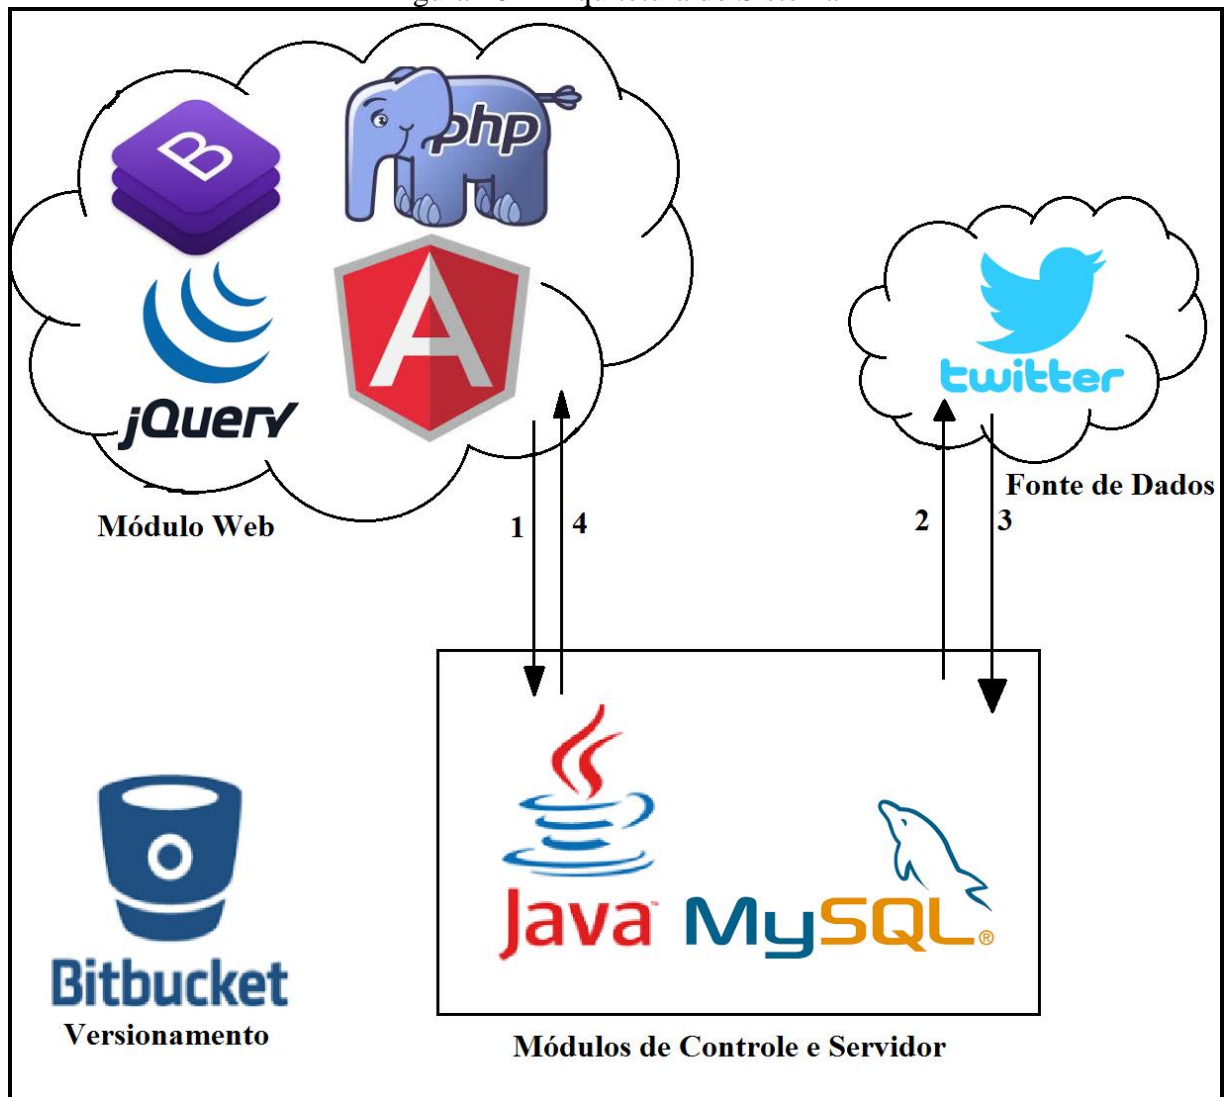 B
php
A
jQuery
twitter
Fonte de Dados
Módulo Web
1
4
2
3
Java™
MySQL®
Bitbucket
Versionamento
Módulos de Controle e Servidor